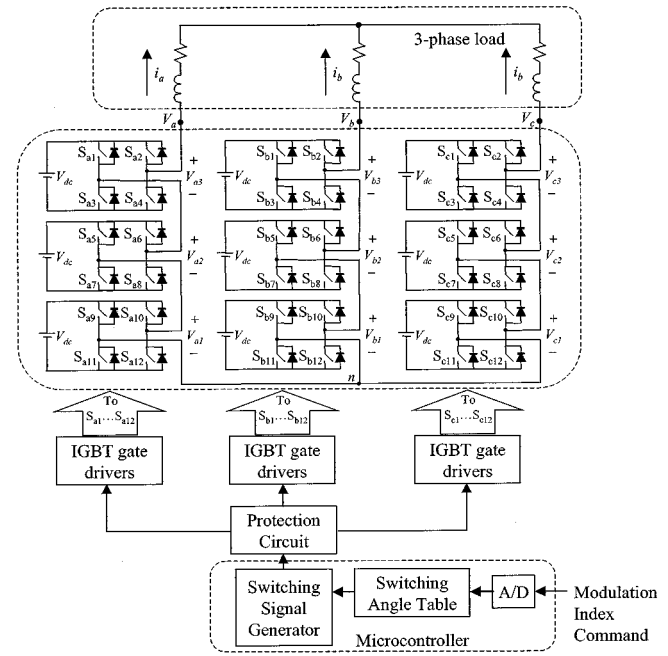 3-phase load
i_a i_b i_b
V_a V_b V_c
S_a1 S_a2 + S_b1 S_b2 + S_c1 S_c2 +
V_dc V_a3 V_dc V_b3 V_dc V_c3
S_a3 S_a4 − S_b3 S_b4 − S_c3 S_c4 −
S_a5 S_a6 + S_b5 S_b6 + S_c5 S_c6 +
V_dc V_a2 V_dc V_b2 V_dc V_c2
S_a7 S_a8 − S_b7 S_b8 − S_c7 S_c8 −
S_a9 S_a10 + S_b9 S_b10 + S_c9 S_c10 +
V_dc V_a1 V_dc V_b1 V_dc V_c1
S_a11 S_a12 − S_b11 S_b12 − S_c11 S_c12 −
n
To To To
S_a1...S_a12 S_b1...S_b12 S_c1...S_c12
IGBT gate IGBT gate IGBT gate
drivers drivers drivers
Protection
Circuit
Switching
Signal
Generator
Switching
Angle Table
A/D
Modulation
Index
Command
Microcontroller